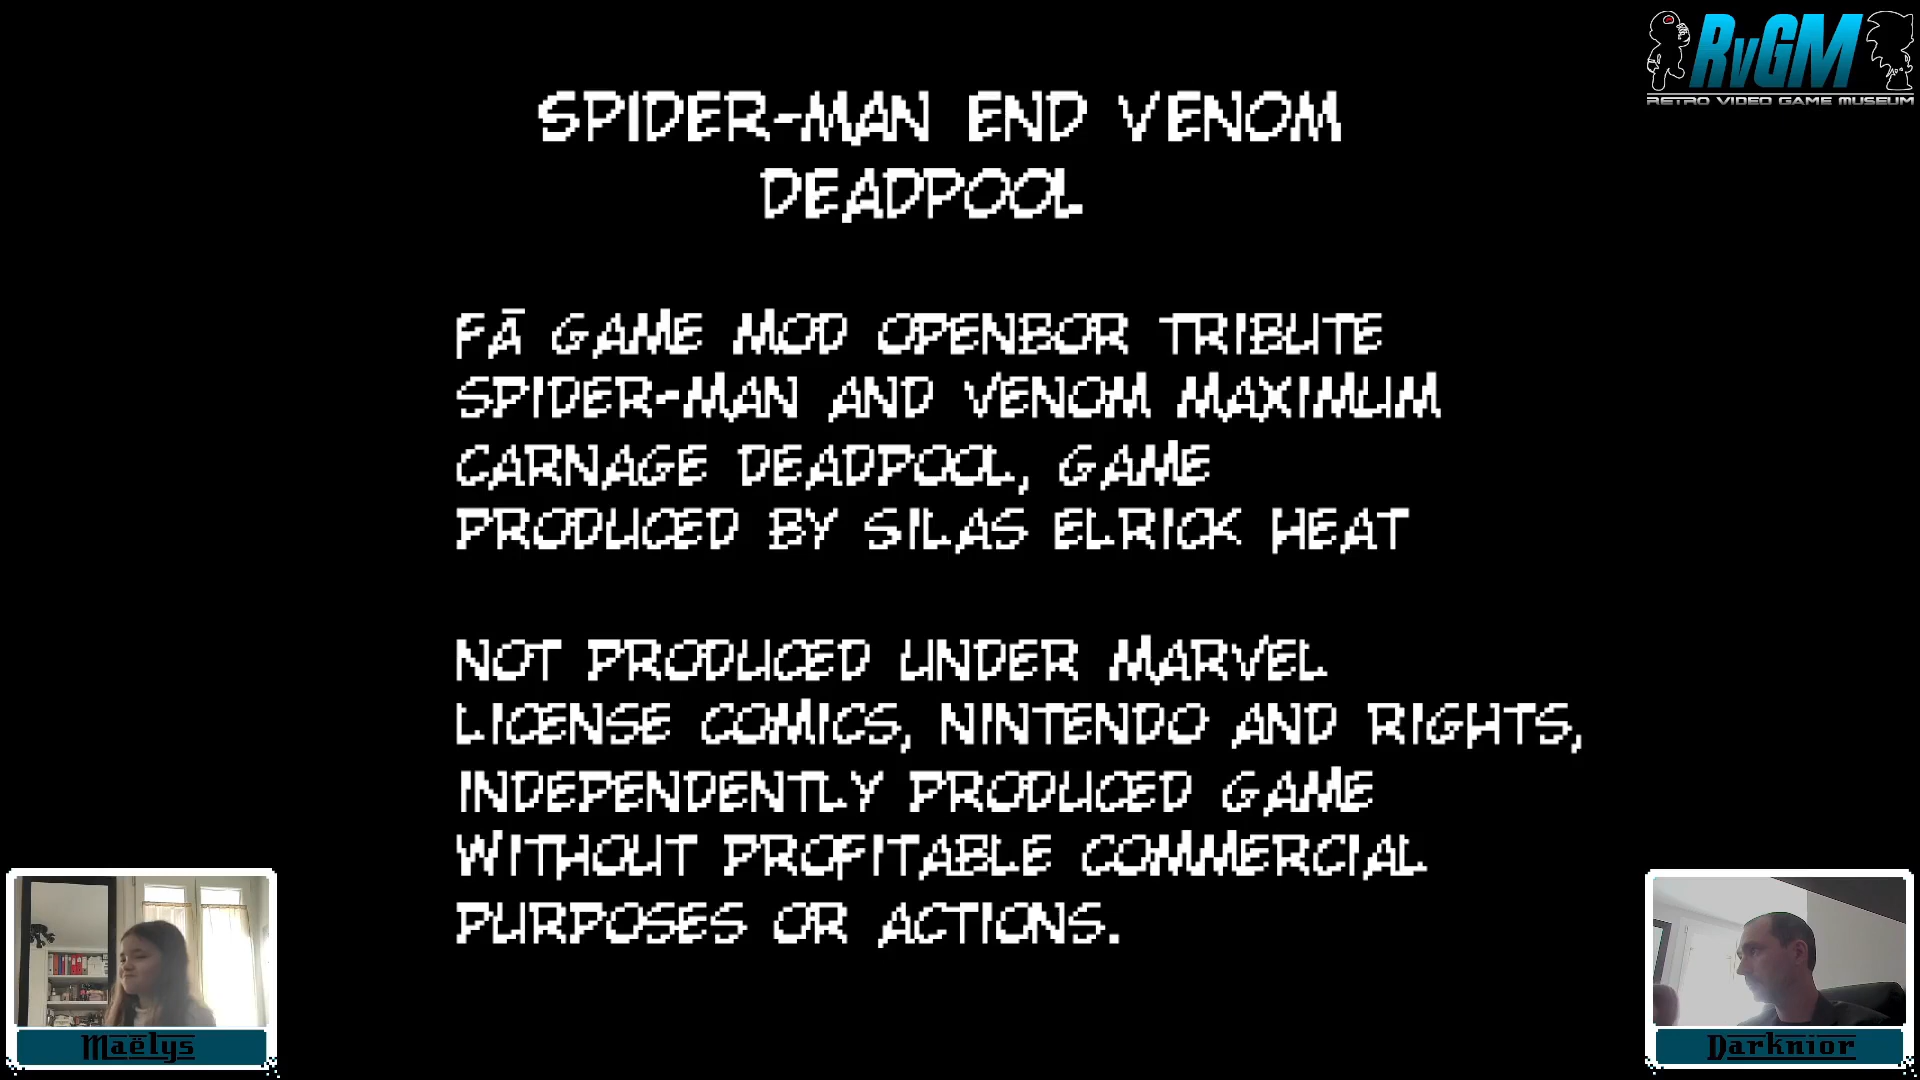 RvGM
RETRO VIDEO GAME MUSEUM
SPIDER-MAN END VENOM
DEADPOOL
FĀ GAME MOD OPENBOR TRIBUTE
SPIDER-MAN AND VENOM MAXIMUM
CARNAGE DEADPOOL, GAME
PRODUCED BY SILAS ELRICK HEAT
NOT PRODUCED UNDER MARVEL
LICENSE COMICS, NINTENDO AND RIGHTS,
INDEPENDENTLY PRODUCED GAME
WITHOUT PROFITABLE COMMERCIAL
PURPOSES OR ACTIONS.
Maëlys
Darknior